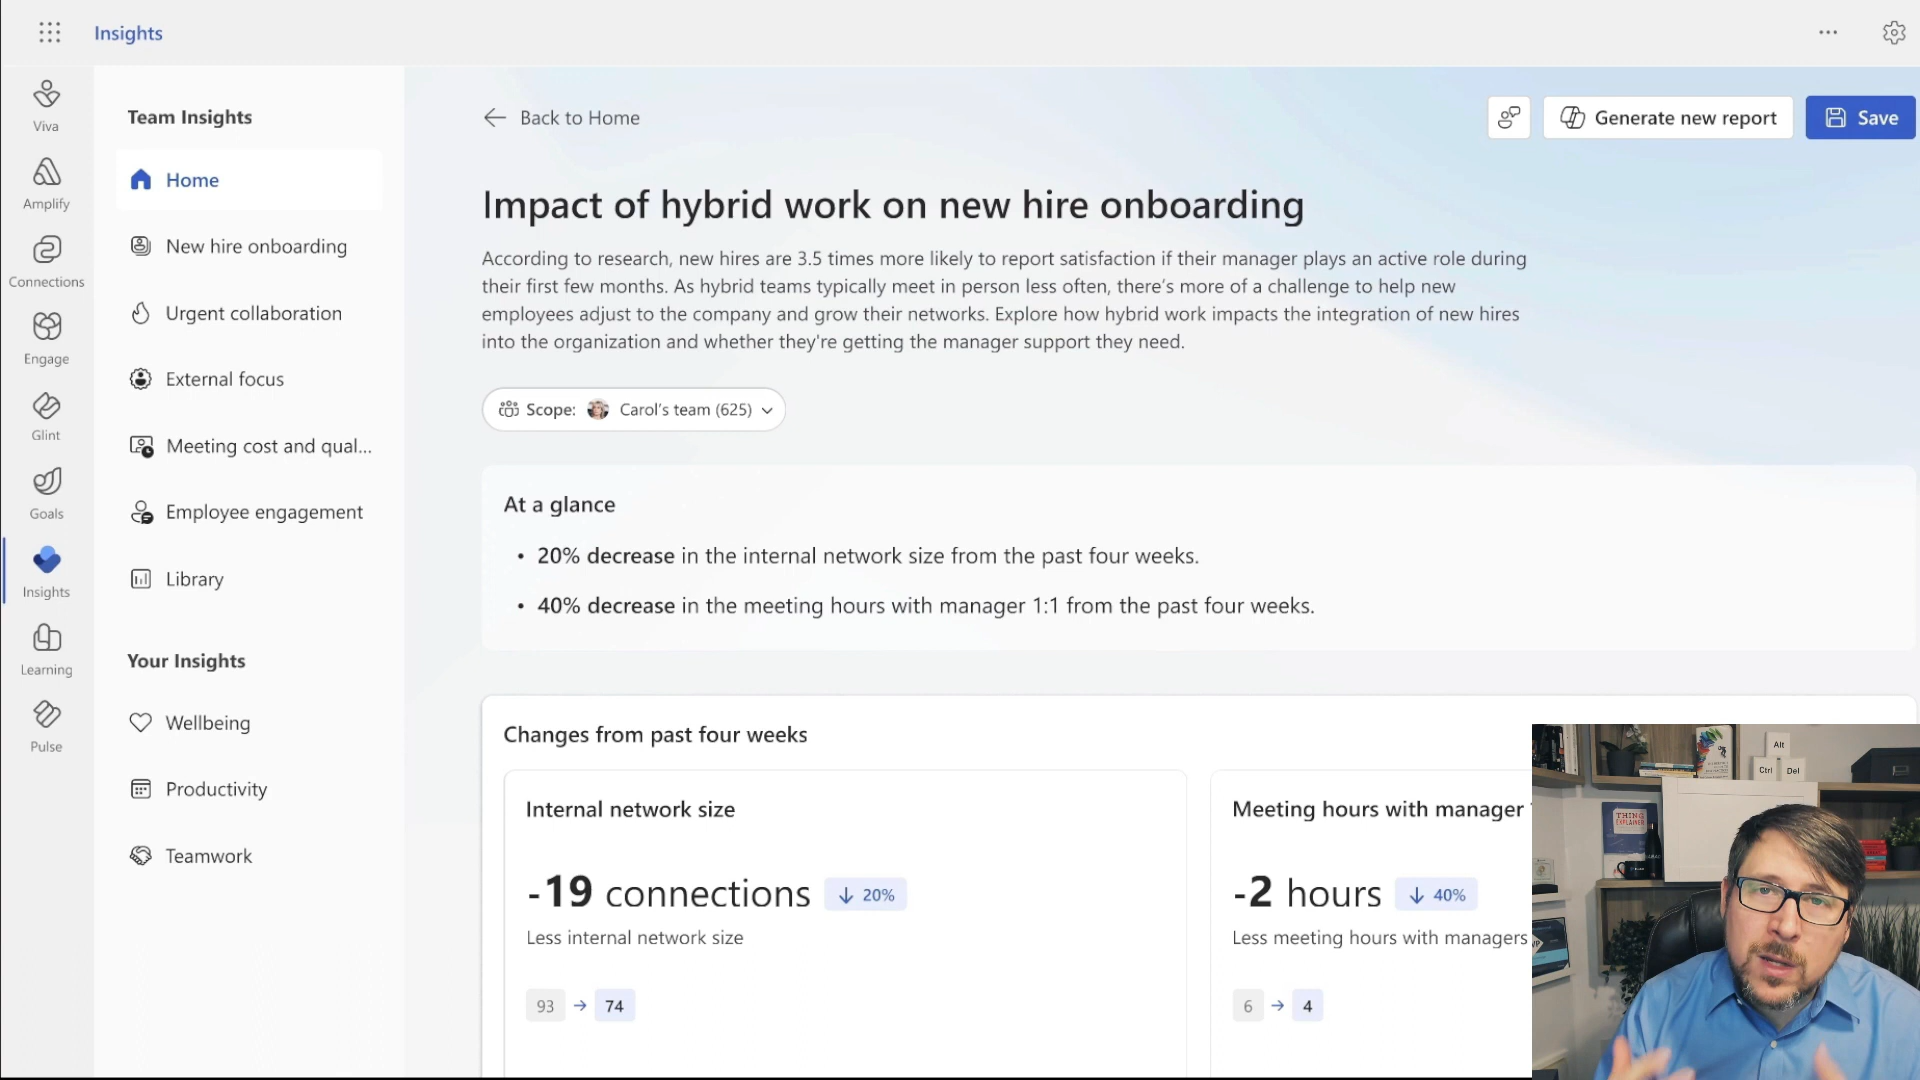 Insights
Viva
Amplify
Connections
Engage
Glint
Goals
Insights
Learning
Pulse
Team Insights
Home
New hire onboarding
Urgent collaboration
External focus
Meeting cost and qual...
Employee engagement
Library
Your Insights
Wellbeing
Productivity
Teamwork
Back to Home
Generate new report
Save
Impact of hybrid work on new hire onboarding
According to research, new hires are 3.5 times more likely to report satisfaction if their manager plays an active role during
their first few months. As hybrid teams typically meet in person less often, there's more of a challenge to help new
employees adjust to the company and grow their networks. Explore how hybrid work impacts the integration of new hires
into the organization and whether they're getting the manager support they need.
Scope: Carol's team (625)
At a glance
• 20% decrease in the internal network size from the past four weeks.
• 40% decrease in the meeting hours with manager 1:1 from the past four weeks.
Changes from past four weeks
Internal network size
-19 connections ↓ 20%
Less internal network size
93 → 74
Meeting hours with manager
-2 hours ↓ 40%
Less meeting hours with managers
6 → 4
Alt
Ctrl Del
THING
EXPLAINER